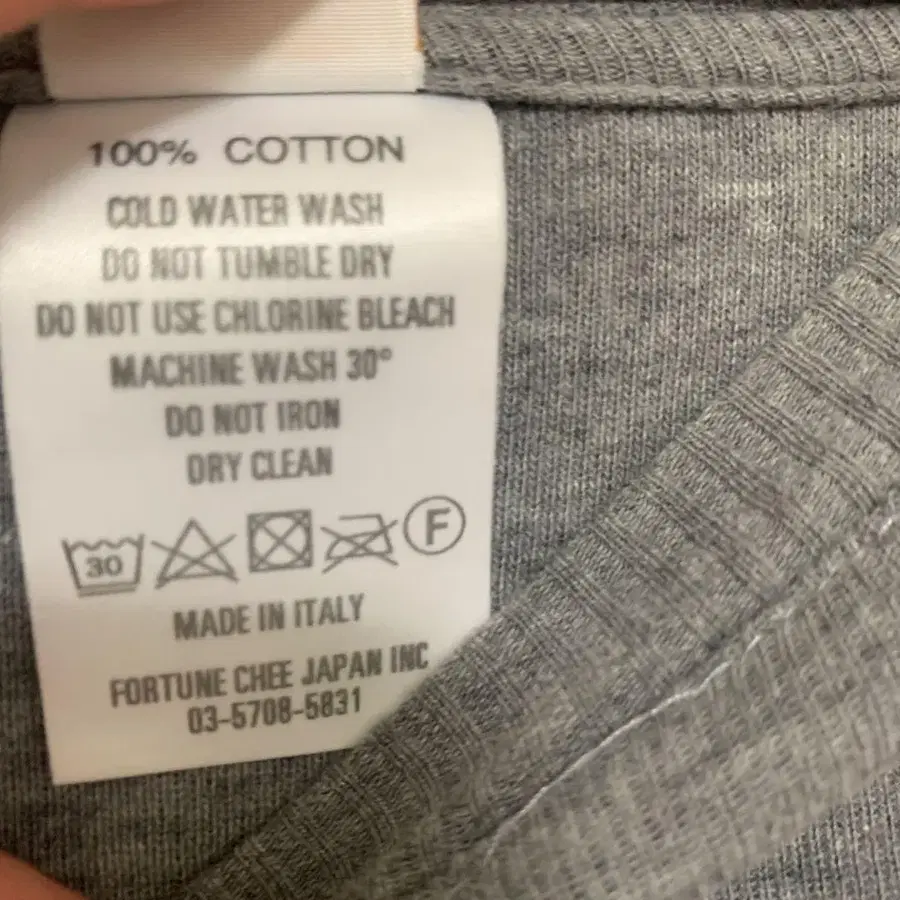 100% COTTON
COLD WATER WASH
DO NOT TUMBLE DRY
DO NOT USE CHLORINE BLEACH
MACHINE WASH 30°
DO NOT IRON
DRY CLEAN
30 F
MADE IN ITALY
FORTUNE CHEE JAPAN INC
03-5708-5831